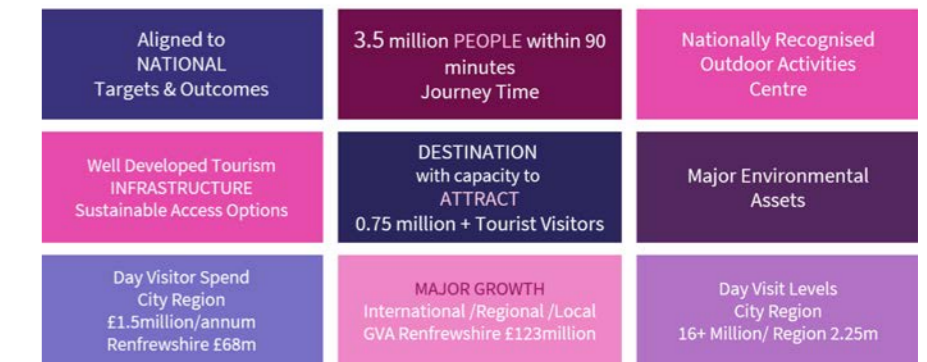 Aligned to
NATIONAL
Targets & Outcomes
3.5 million PEOPLE within 90
minutes
Journey Time
Nationally Recognised
Outdoor Activities
Centre
Well Developed Tourism
INFRASTRUCTURE
Sustainable Access Options
DESTINATION
with capacity to
ATTRACT
0.75 million + Tourist Visitors
Major Environmental
Assets
Day Visitor Spend
City Region
£1.5million/annum
Renfrewshire £68m
MAJOR GROWTH
International /Regional /Local
GVA Renfrewshire £123million
Day Visit Levels
City Region
16+ Million/ Region 2.25m